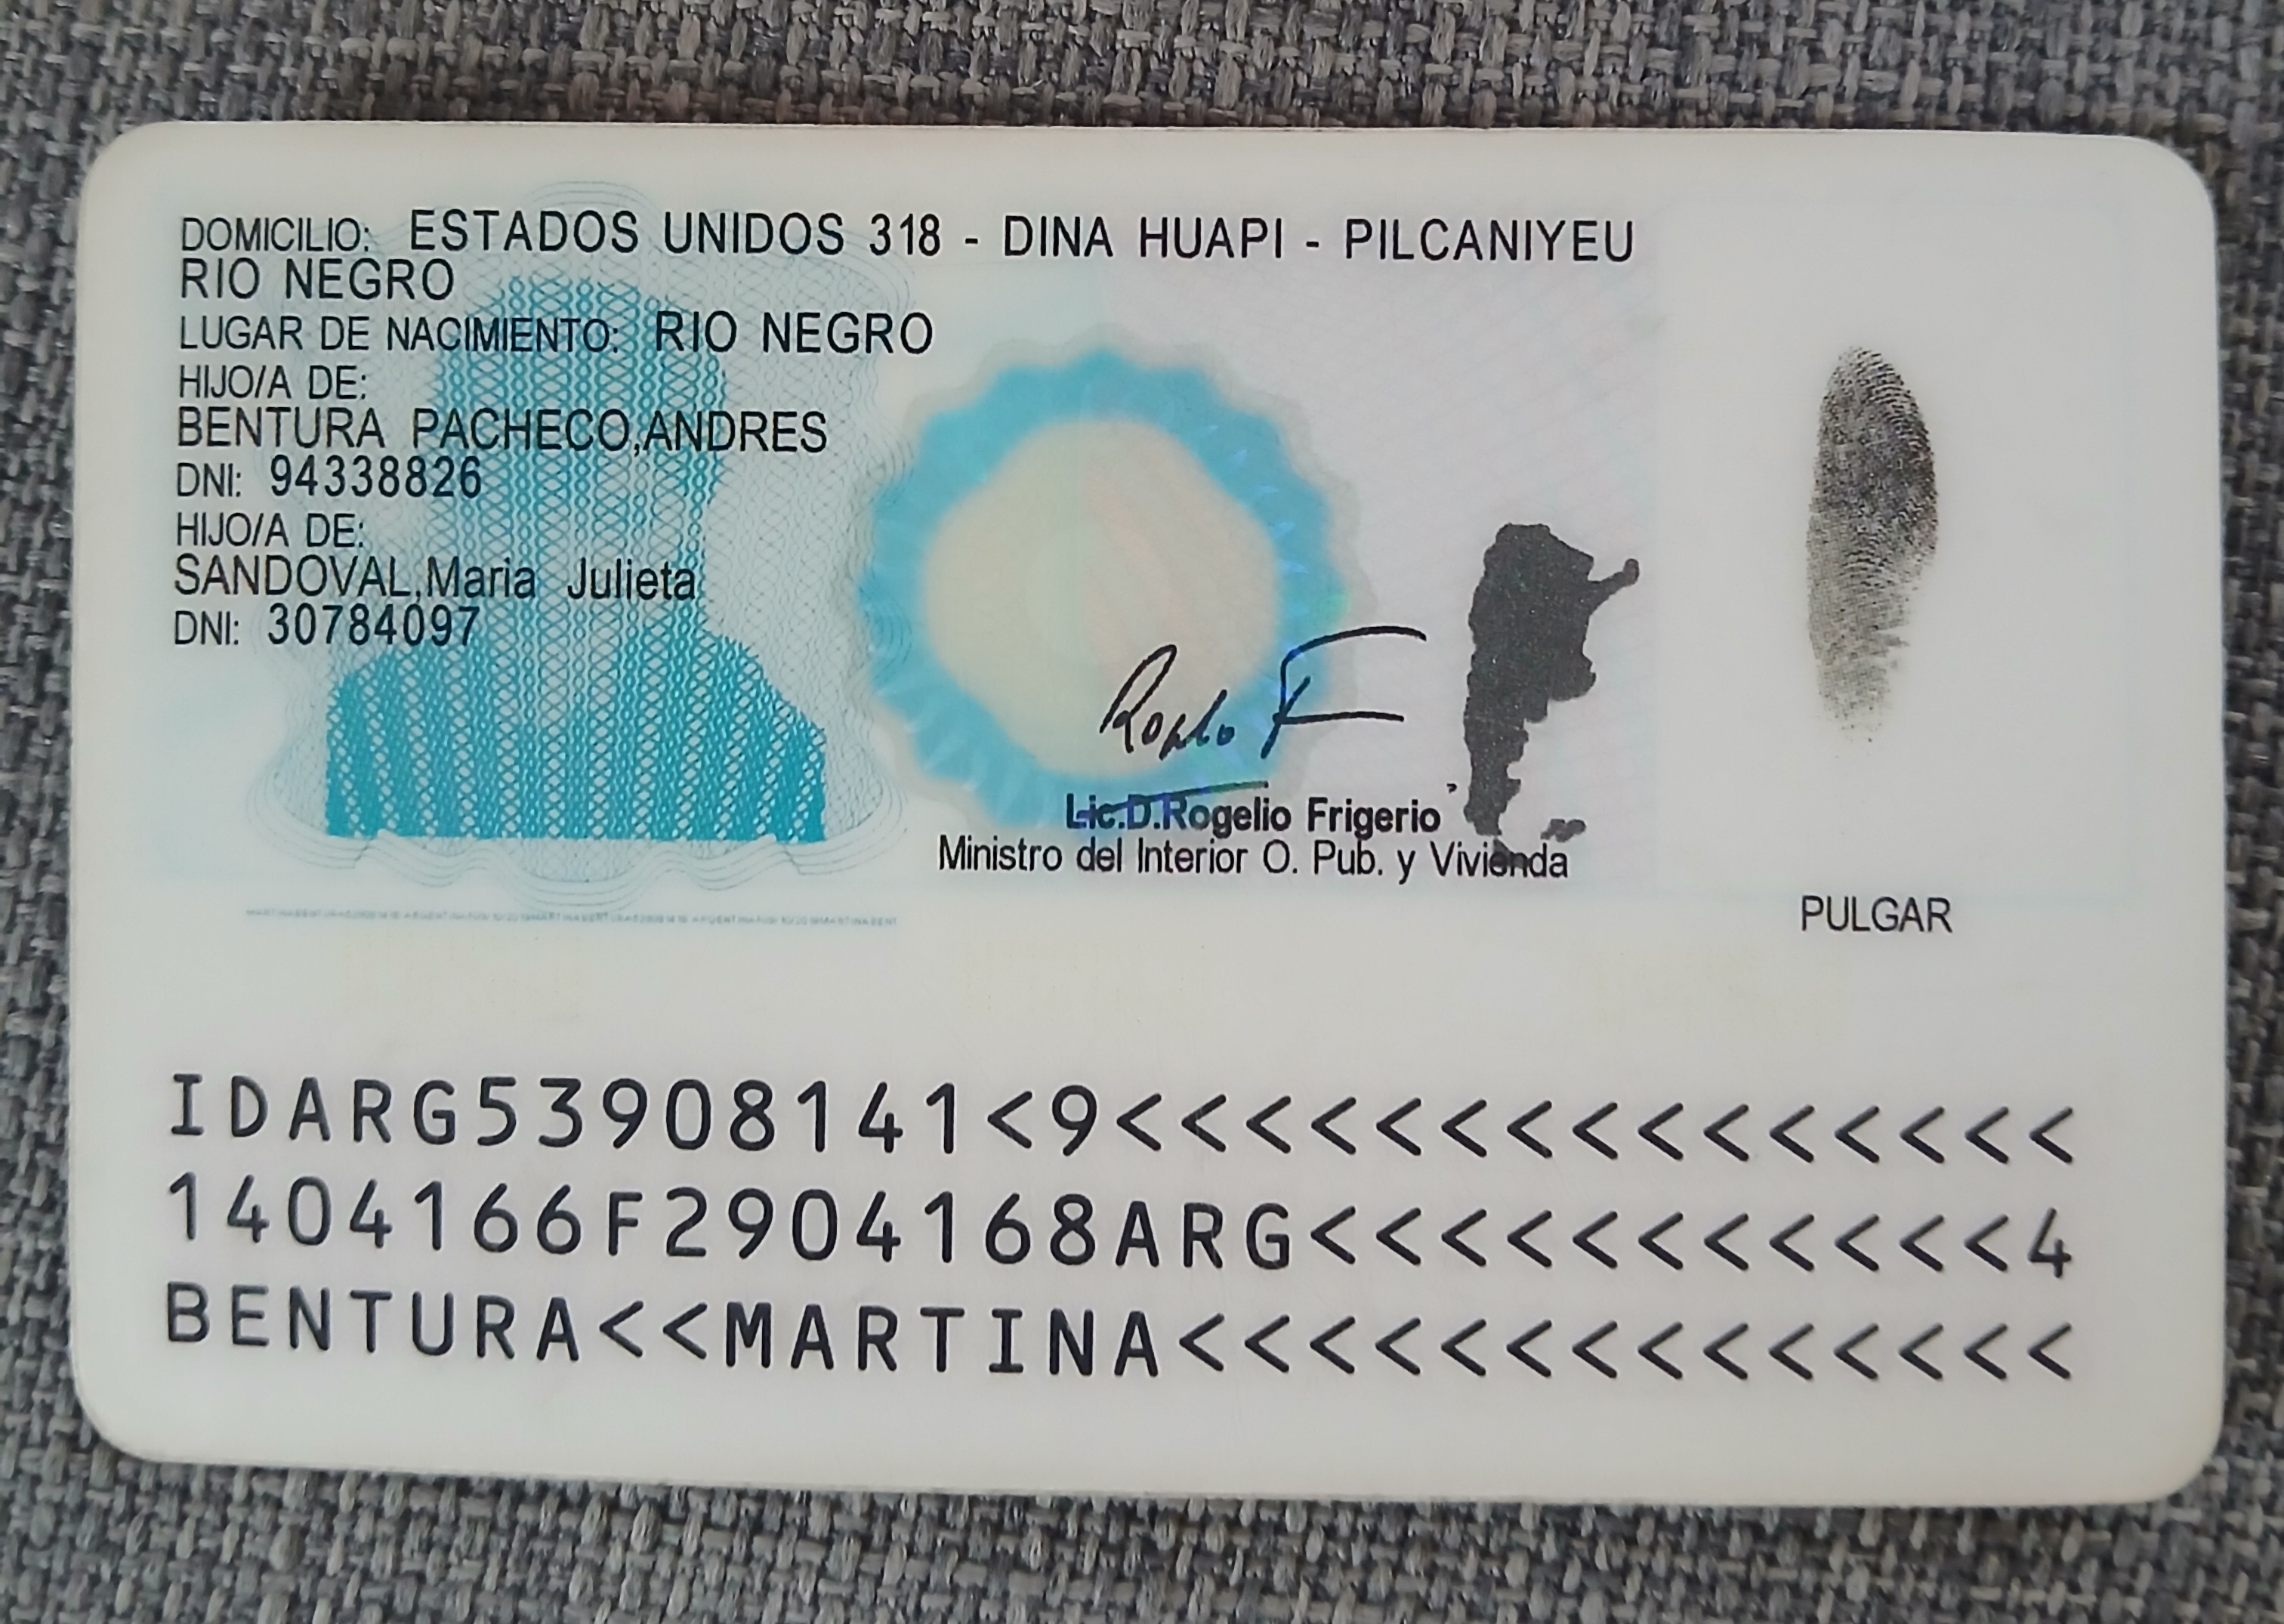 DOMICILIO: ESTADOS UNIDOS 318 - DINA HUAPI - PILCANIYEU
RIO NEGRO
LUGAR DE NACIMIENTO: RIO NEGRO
HIJO/A DE:
BENTURA PACHECO,ANDRES
DNI: 94338826
HIJO/A DE:
SANDOVAL,Maria Julieta
DNI: 30784097
Lic.D.Rogelio Frigerio
Ministro del Interior O. Pub. y Vivienda
PULGAR
IDARG53908141<9<<<<<<<<<<<<<<<
1404166F2904168ARG<<<<<<<<<<<4
BENTURA<<MARTINA<<<<<<<<<<<<<<